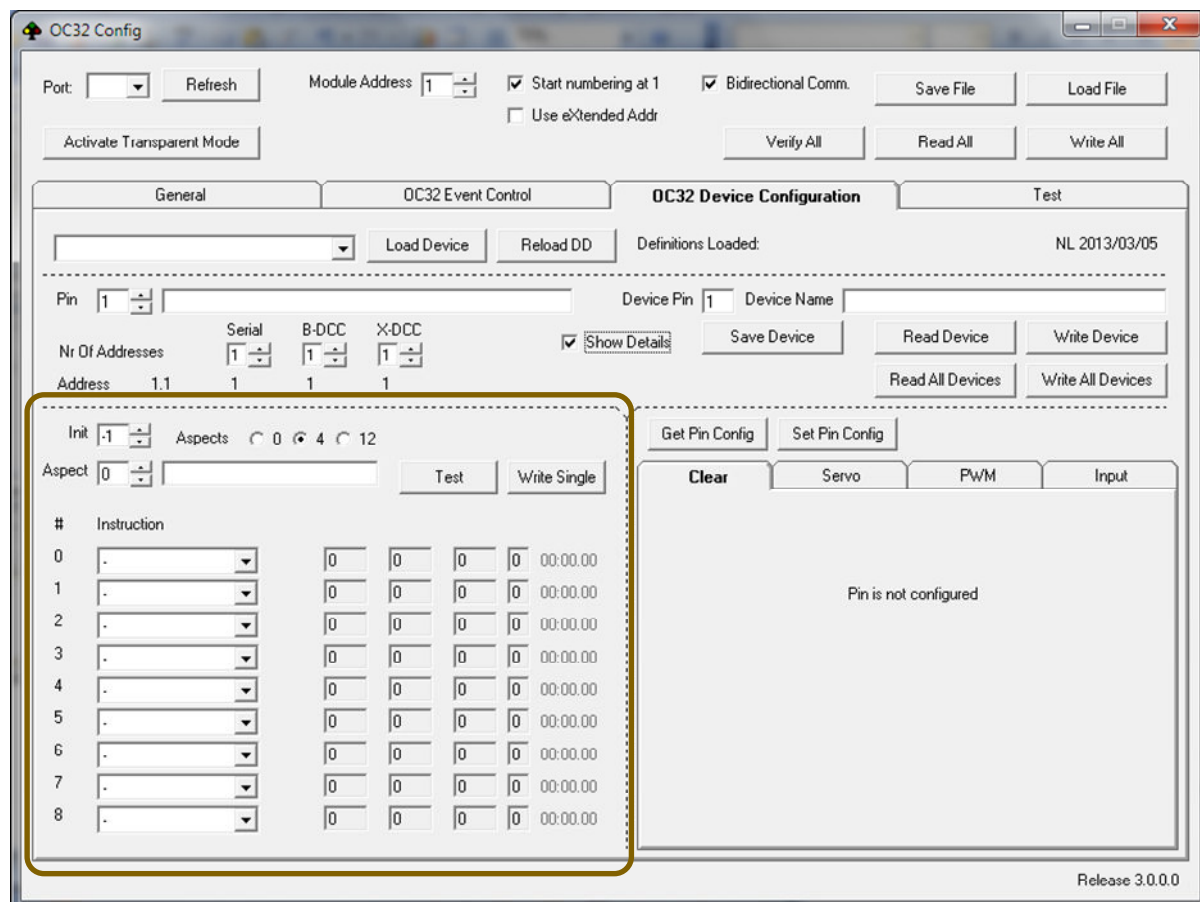 OC32 Config
Port: Refresh Module Address 1 Start numbering at 1 Bidirectional Comm. Save File Load File
Use eXtended Addr
Activate Transparent Mode Verify All Read All Write All
General OC32 Event Control OC32 Device Configuration Test
Load Device Reload DD Definitions Loaded: NL 2013/03/05
Pin 1 Device Pin 1 Device Name
Serial B-DCC X-DCC
Nr Of Addresses 1 1 1 Show Details Save Device Read Device Write Device
Address 1.1 1 1 1 Read All Devices Write All Devices
Init -1 Aspects 0 4 12 Get Pin Config Set Pin Config
Aspect 0 Test Write Single Clear Servo PWM Input
# Instruction
0 - 0 0 0 0 00:00.00
1 - 0 0 0 0 00:00.00
Pin is not configured
2 - 0 0 0 0 00:00.00
3 - 0 0 0 0 00:00.00
4 - 0 0 0 0 00:00.00
5 - 0 0 0 0 00:00.00
6 - 0 0 0 0 00:00.00
7 - 0 0 0 0 00:00.00
8 - 0 0 0 0 00:00.00
Release 3.0.0.0